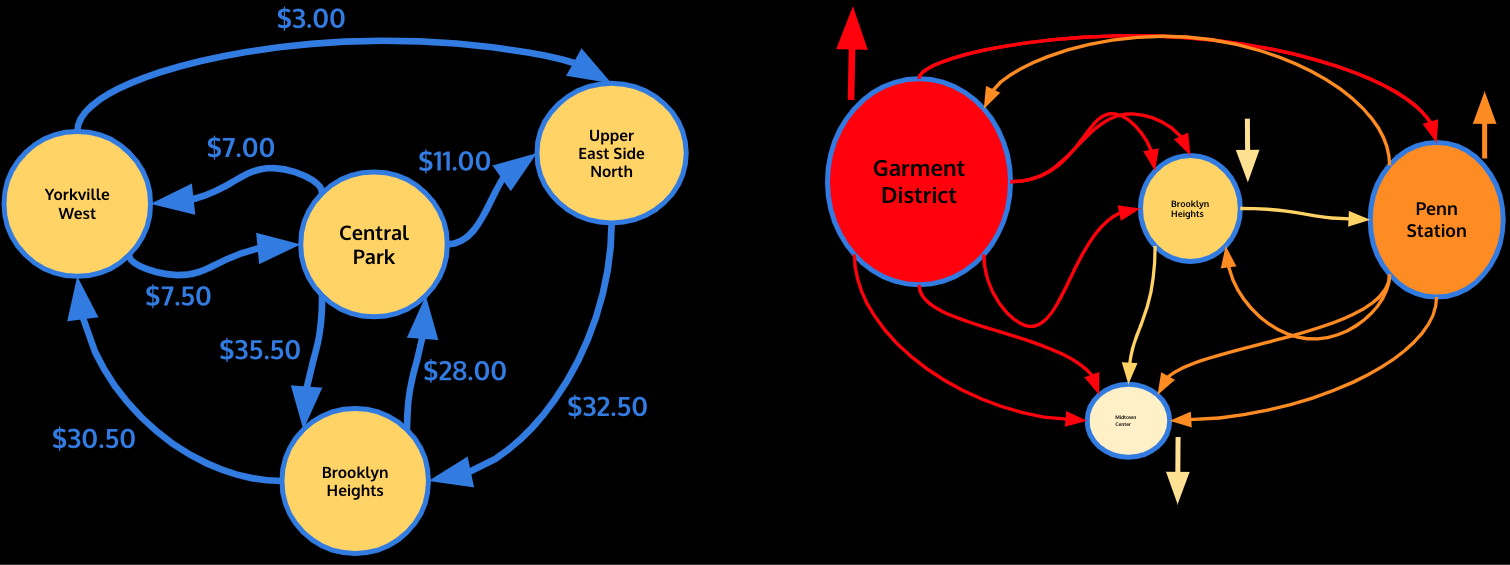 $3.00
$7.00
$11.00
Upper
East Side
North
Yorkville
West
Central
Park
$7.50
$35.50
$28.00
$32.50
$30.50
Brooklyn
Heights
Garment
District
Brooklyn
Heights
Penn
Station
Midtown
Center